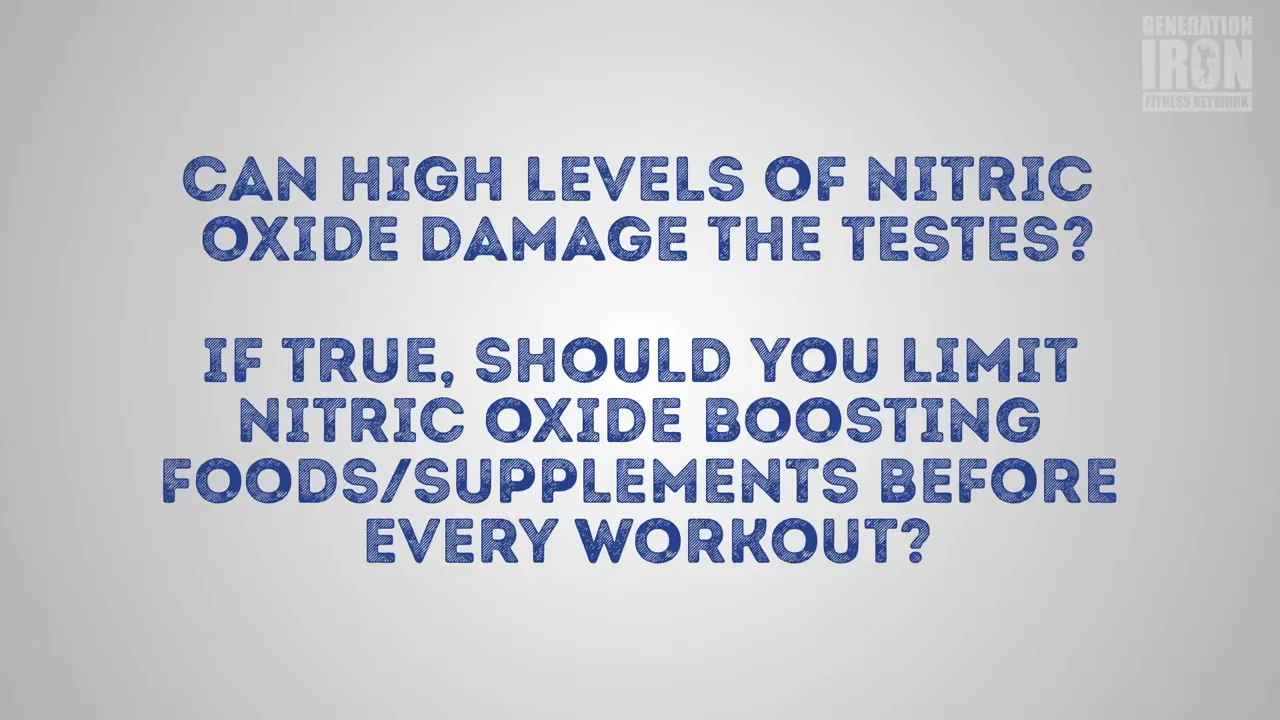 GENERATION
IRON
FITNESS NETWORK
CAN HIGH LEVELS OF NITRIC
OXIDE DAMAGE THE TESTES?
IF TRUE, SHOULD YOU LIMIT
NITRIC OXIDE BOOSTING
FOODS/SUPPLEMENTS BEFORE
EVERY WORKOUT?